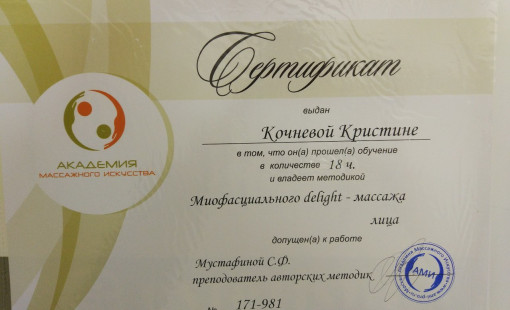 Сертификат
выдан
Кочневой Кристине
в том, что он(а) прошел(а) обучение
в количестве 18 ч.
и владеет методикой
Миофасциального delight - массажа
лица
допущен(а) к работе
Мустафиной С.Ф.
преподователь авторских методик
№ 171-981
АКАДЕМИЯ
МАССАЖНОГО ИСКУССТВА
АМИ